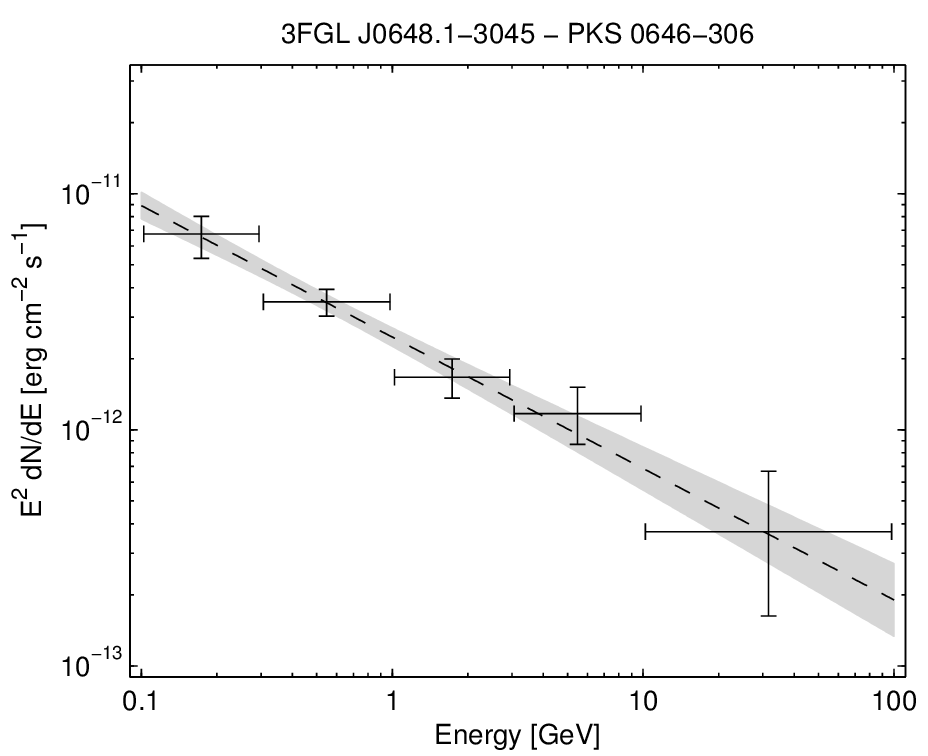 3FGL J0648.1−3045 − PKS 0646−306
10⁻¹¹
10⁻¹²
10⁻¹³
E² dN/dE [erg cm⁻² s⁻¹]
0.1 1 10 100
Energy [GeV]